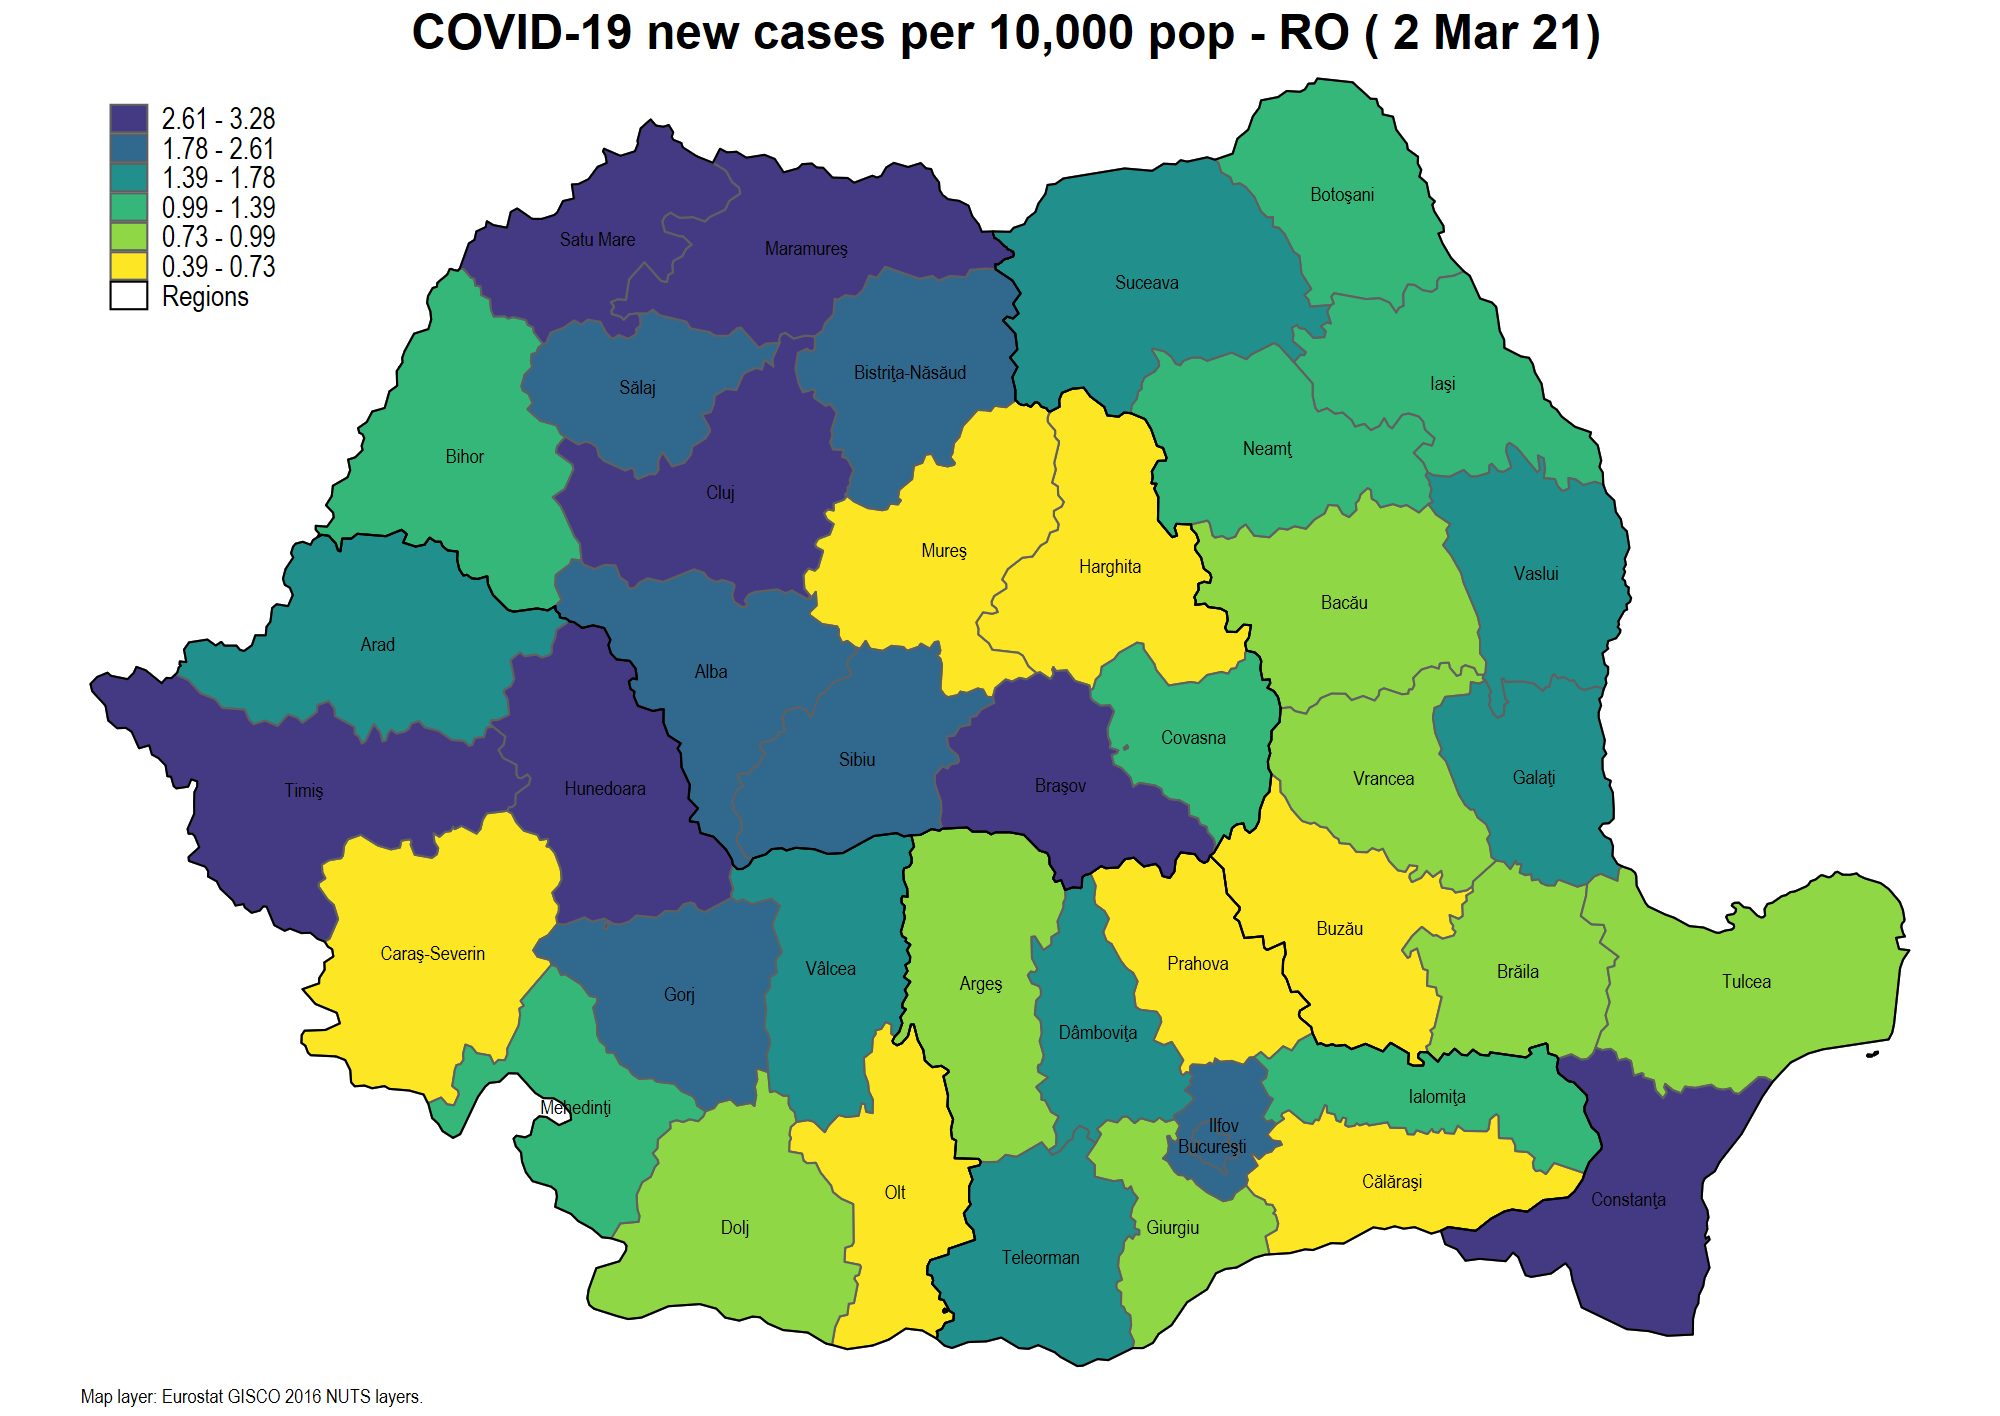 COVID-19 new cases per 10,000 pop - RO ( 2 Mar 21)
2.61 - 3.28
1.78 - 2.61
1.39 - 1.78
0.99 - 1.39
0.73 - 0.99
0.39 - 0.73
Regions
Botoşani
Satu Mare
Maramureş
Suceava
Bistriţa-Năsăud
Iaşi
Sălaj
Neamţ
Bihor
Cluj
Mureş
Harghita
Vaslui
Bacău
Arad
Alba
Covasna
Sibiu
Vrancea
Galaţi
Braşov
Hunedoara
Timiş
Buzău
Caraş-Severin
Prahova
Vâlcea
Brăila
Tulcea
Argeş
Gorj
Dâmboviţa
Ialomiţa
Mehedinţi
Ilfov
Bucureşti
Călăraşi
Olt
Constanţa
Dolj
Giurgiu
Teleorman
Map layer: Eurostat GISCO 2016 NUTS layers.